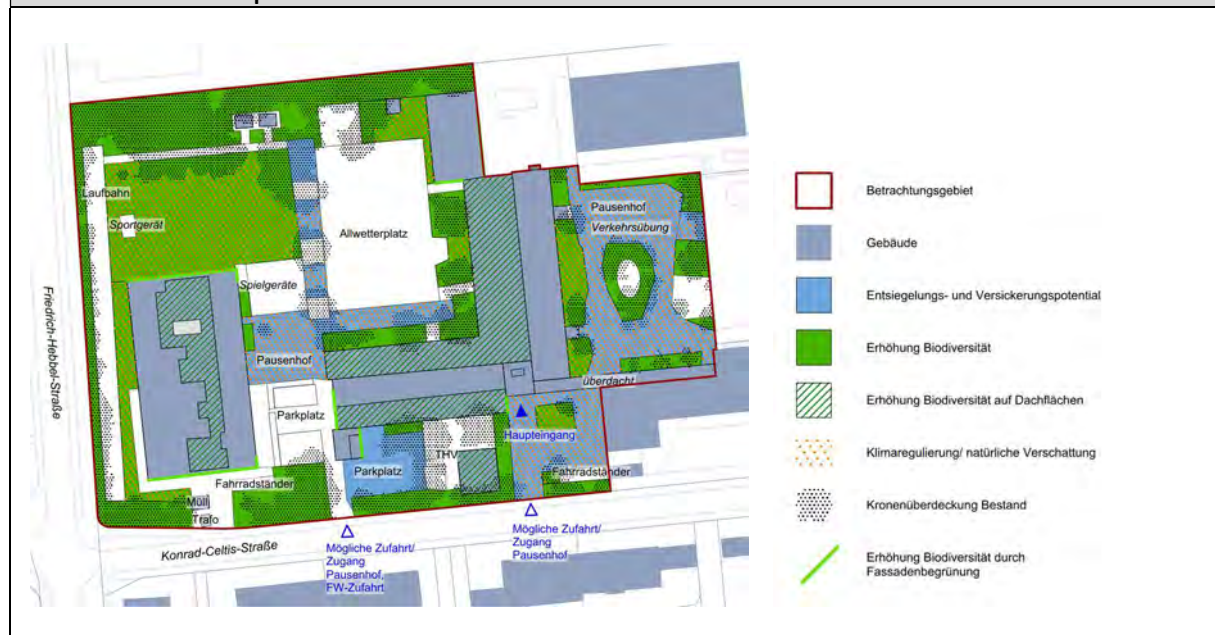 Laufbahn
Sportgerät
Allwetterplatz
Pausenhof
Verkehrsübung
Spielgeräte
Pausenhof
Friedrich-Hebbel-Straße
Parkplatz
überdacht
Haupteingang
THV
Parkplatz
Fahrradständer
Fahrradständer
Müll
Trafo
Konrad-Celtis-Straße
Mögliche Zufahrt/
Zugang
Pausenhof,
FW-Zufahrt
Mögliche Zufahrt/
Zugang
Pausenhof
Betrachtungsgebiet
Gebäude
Entsiegelungs- und Versickerungspotential
Erhöhung Biodiversität
Erhöhung Biodiversität auf Dachflächen
Klimaregulierung/ natürliche Verschattung
Kronenüberdeckung Bestand
Erhöhung Biodiversität durch
Fassadenbegrünung